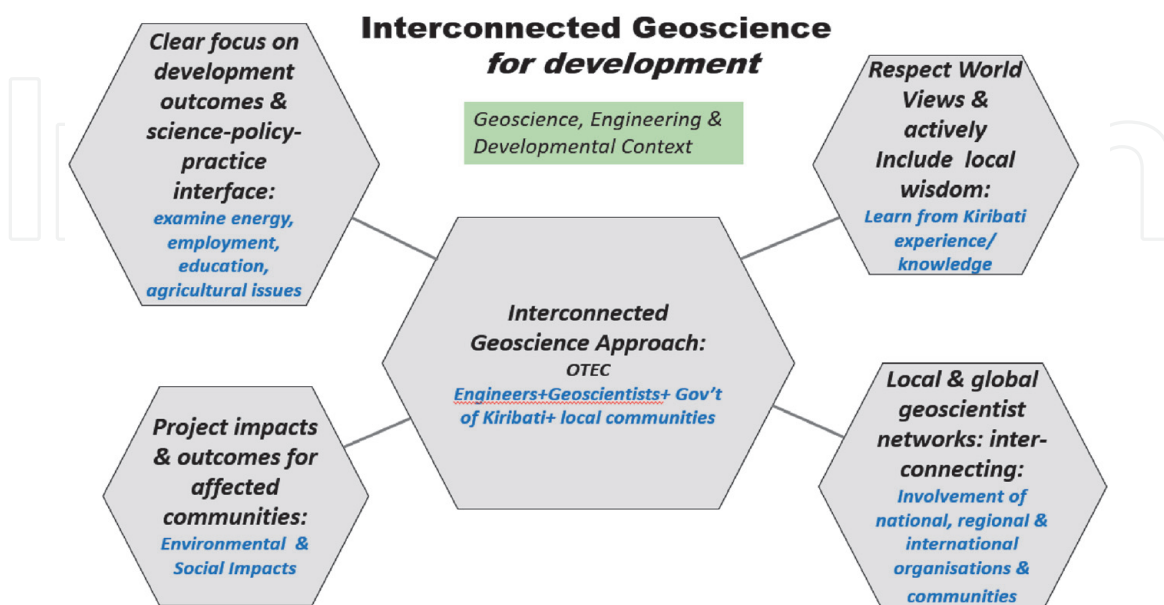 Interconnected Geoscience
for development
Geoscience, Engineering &
Developmental Context
Clear focus on
development
outcomes &
science-policy-
practice
interface:
examine energy,
employment,
education,
agricultural issues
Respect World
Views &
actively
Include local
wisdom:
Learn from Kiribati
experience/
knowledge
Interconnected
Geoscience Approach:
OTEC
Engineers+Geoscientists+ Gov't
of Kiribati+ local communities
Project impacts
& outcomes for
affected
communities:
Environmental &
Social Impacts
Local & global
geoscientist
networks: inter-
connecting:
Involvement of
national, regional &
international
organisations &
communities